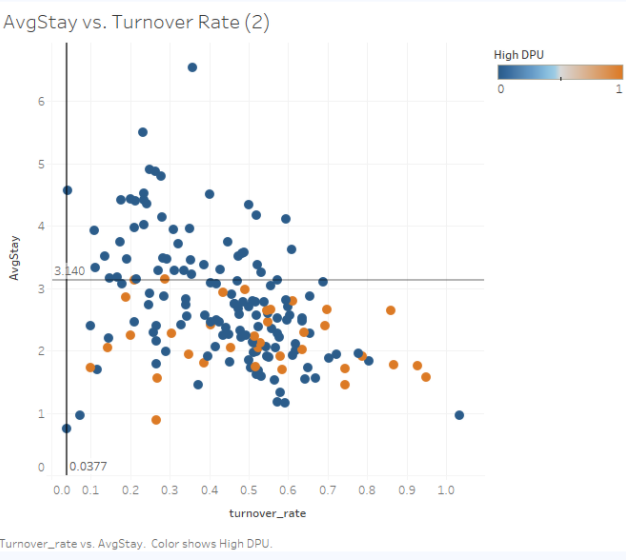 AvgStay vs. Turnover Rate (2)
High DPU
0 1
6
5
4
3.140
3
2
1
0
0.0377
AvgStay
0.0 0.1 0.2 0.3 0.4 0.5 0.6 0.7 0.8 0.9 1.0
turnover_rate
Turnover_rate vs. AvgStay. Color shows High DPU.